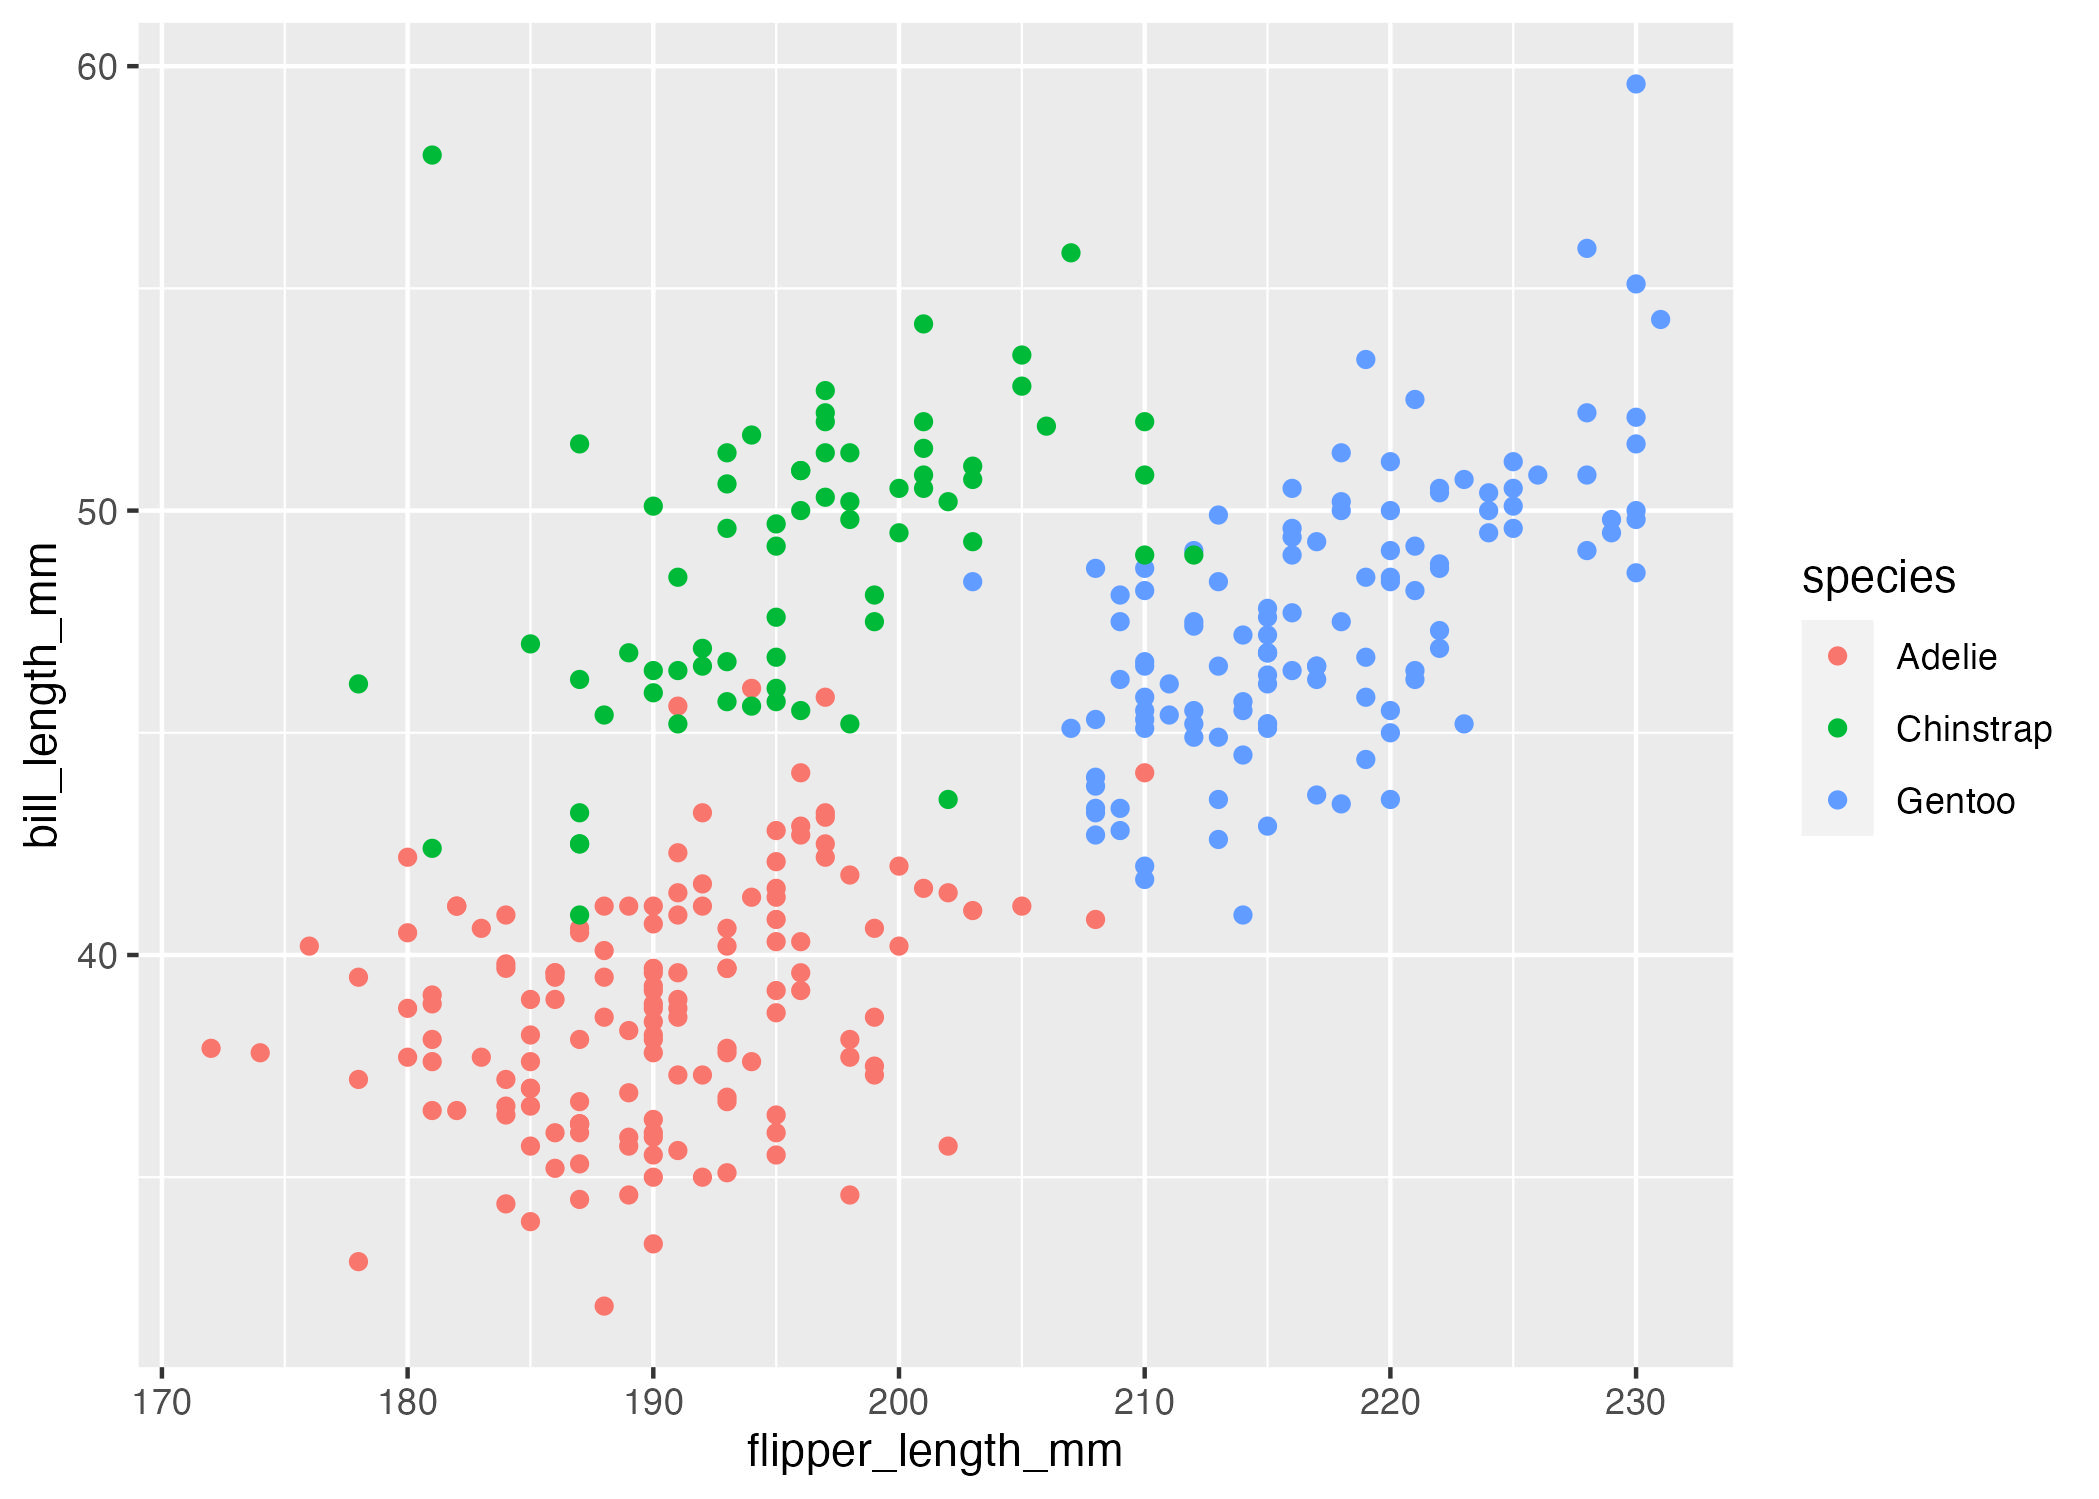 60
50
40
bill_length_mm
170 180 190 200 210 220 230
flipper_length_mm
species
Adelie
Chinstrap
Gentoo